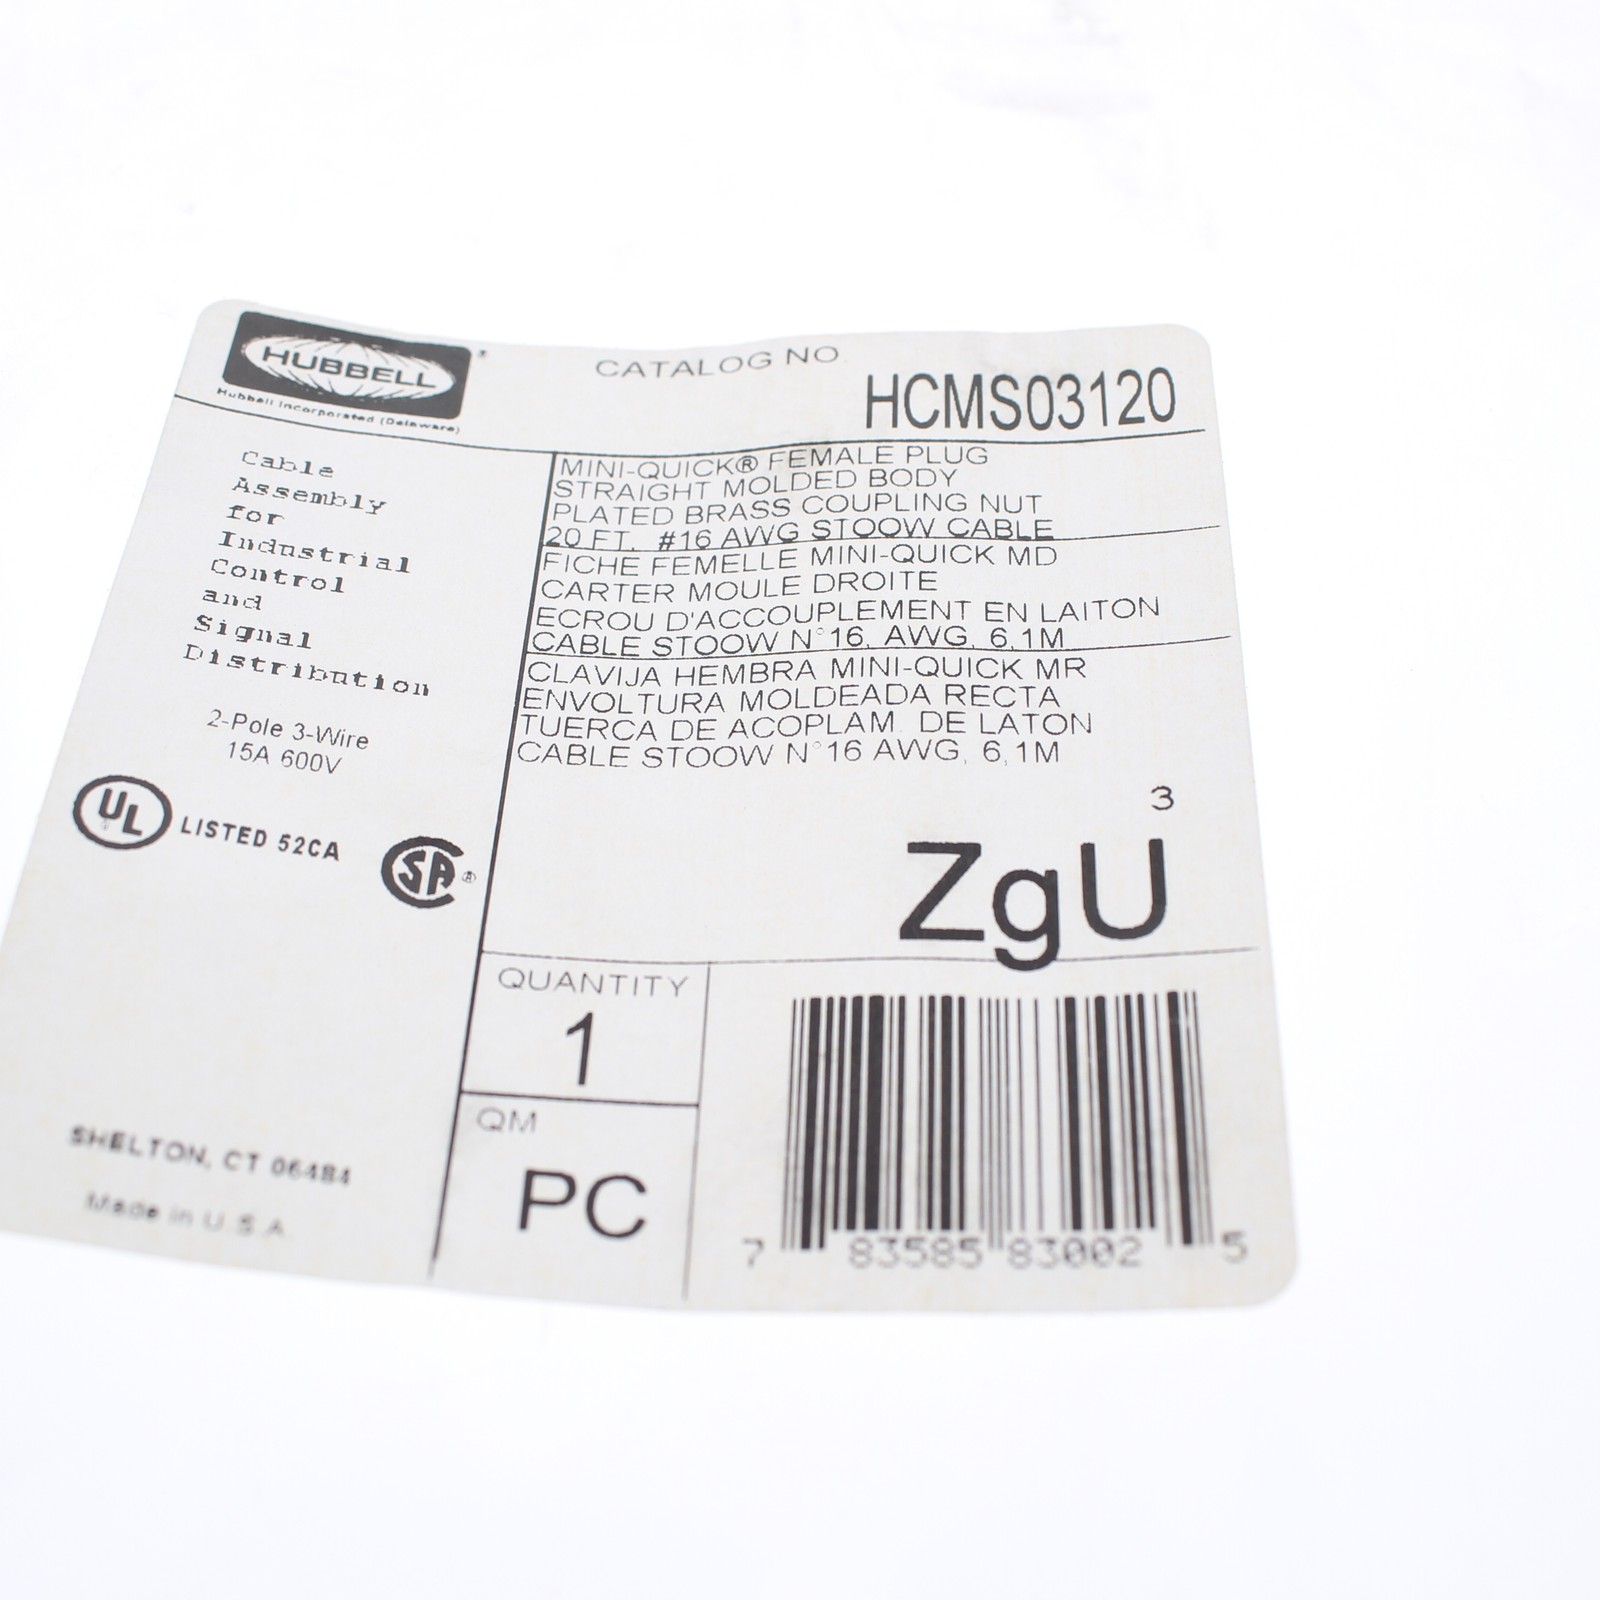 HUBBELL
Hubbell Incorporated (Delaware)
CATALOG NO.
HCMS03120
Cable
Assembly
for
Industrial
Control
and
Signal
Distribution
2-Pole 3-Wire
15A 600V
UL LISTED 52CA
SA ®
SHELTON, CT 06484
Made in U.S.A
MINI-QUICK® FEMALE PLUG
STRAIGHT MOLDED BODY
PLATED BRASS COUPLING NUT
20 FT. #16 AWG STOOW CABLE
FICHE FEMELLE MINI-QUICK MD
CARTER MOULE DROITE
ECROU D'ACCOUPLEMENT EN LAITON
CABLE STOOW N°16, AWG, 6,1M
CLAVIJA HEMBRA MINI-QUICK MR
ENVOLTURA MOLDEADA RECTA
TUERCA DE ACOPLAM. DE LATON
CABLE STOOW N°16 AWG, 6,1M
3
ZgU
QUANTITY
1
QM
PC
7 83585 83002 5